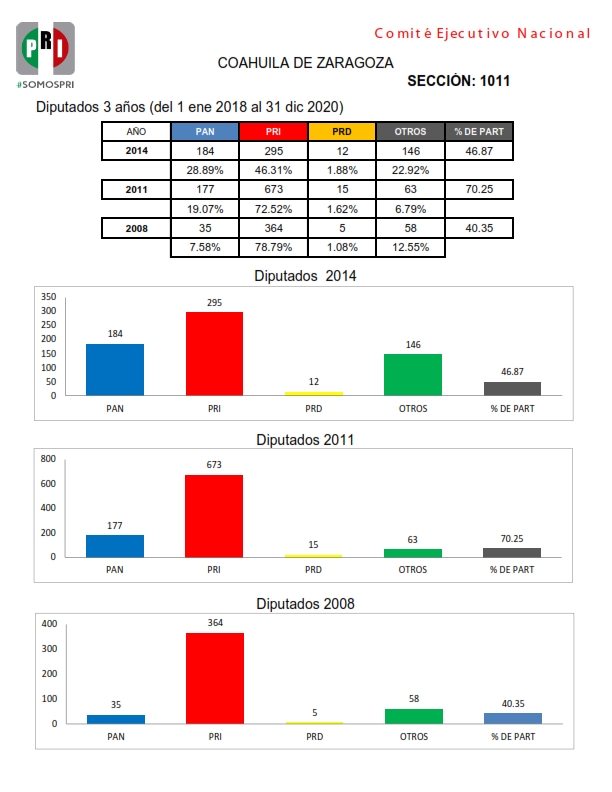 PRI
#SOMOSPRI
Comité Ejecutivo Nacional
COAHUILA DE ZARAGOZA
SECCIÓN: 1011
Diputados 3 años (del 1 ene 2018 al 31 dic 2020)
AÑO PAN PRI PRD OTROS % DE PART
2014 184 295 12 146 46.87
28.89% 46.31% 1.88% 22.92%
2011 177 673 15 63 70.25
19.07% 72.52% 1.62% 6.79%
2008 35 364 5 58 40.35
7.58% 78.79% 1.08% 12.55%
Diputados 2014
350
300
250
200
150
100
50
0
184
295
12
146
46.87
PAN PRI PRD OTROS % DE PART
Diputados 2011
800
600
400
200
0
177
673
15
63
70.25
PAN PRI PRD OTROS % DE PART
Diputados 2008
400
300
200
100
0
35
364
5
58
40.35
PAN PRI PRD OTROS % DE PART